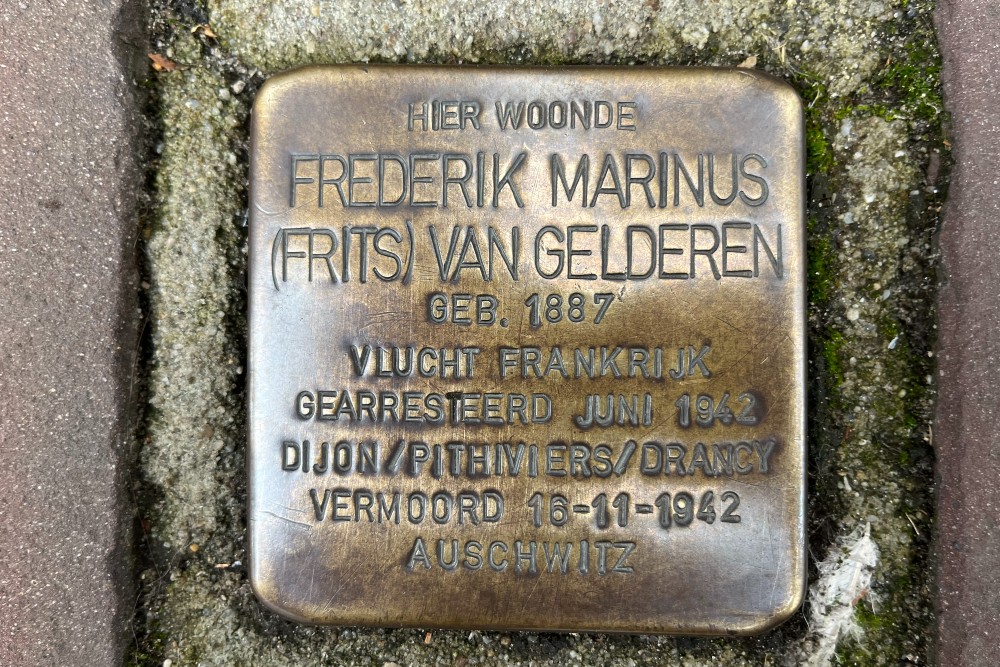 HIER WOONDE
FREDERIK MARINUS
(FRITS) VAN GELDEREN
GEB. 1887
VLUCHT FRANKRIJK
GEARRESTEERD JUNI 1942
DIJON/PITHIVIERS/DRANCY
VERMOORD 16-11-1942
AUSCHWITZ